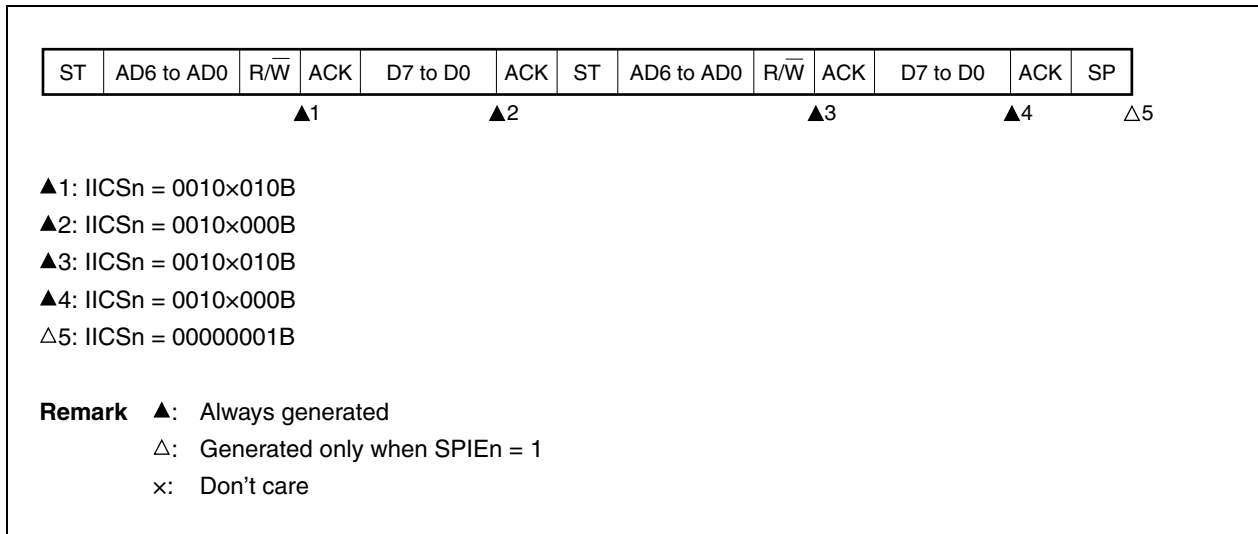 ST AD6 to AD0 R/W̅ ACK D7 to D0 ACK ST AD6 to AD0 R/W̅ ACK D7 to D0 ACK SP
▲1 ▲2 ▲3 ▲4 △5
▲1: IICSn = 0010×010B
▲2: IICSn = 0010×000B
▲3: IICSn = 0010×010B
▲4: IICSn = 0010×000B
△5: IICSn = 00000001B
Remark ▲: Always generated
△: Generated only when SPIEn = 1
×: Don't care